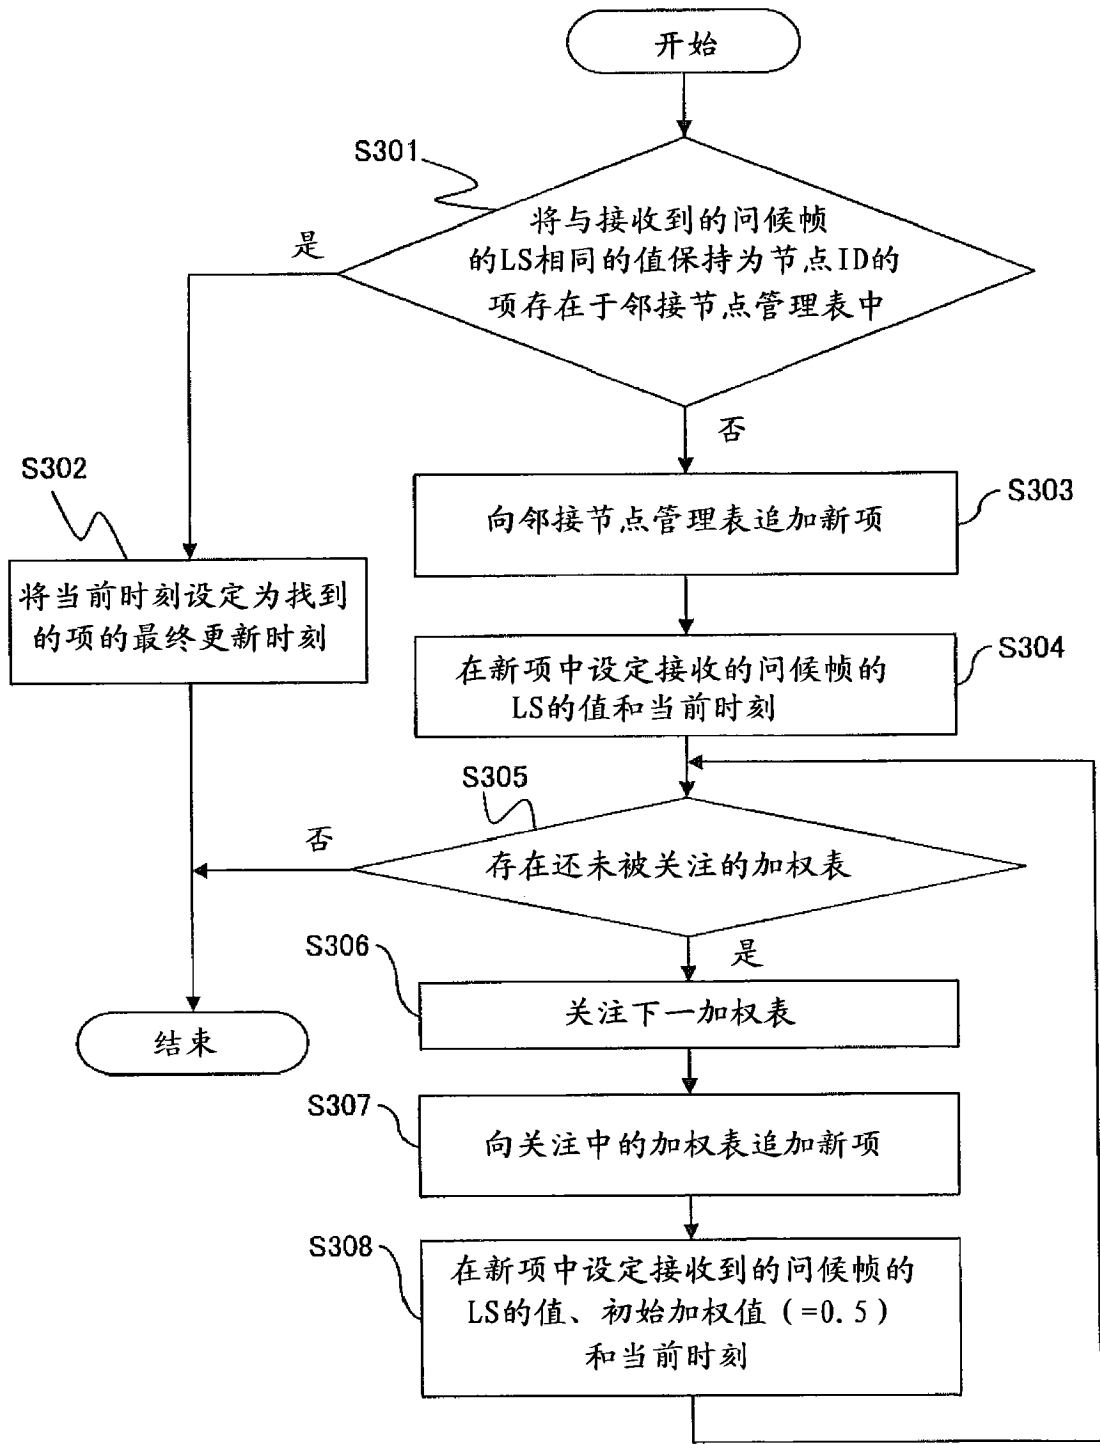 开始
S301
将与接收到的问候帧
的LS相同的值保持为节点ID的
项存在于邻接节点管理表中
是
否
S302
将当前时刻设定为找到
的项的最终更新时刻
S303
向邻接节点管理表追加新项
S304
在新项中设定接收的问候帧的
LS的值和当前时刻
S305
存在还未被关注的加权表
否
是
S306
关注下一加权表
结束
S307
向关注中的加权表追加新项
S308
在新项中设定接收到的问候帧的
LS的值、初始加权值(=0.5)
和当前时刻